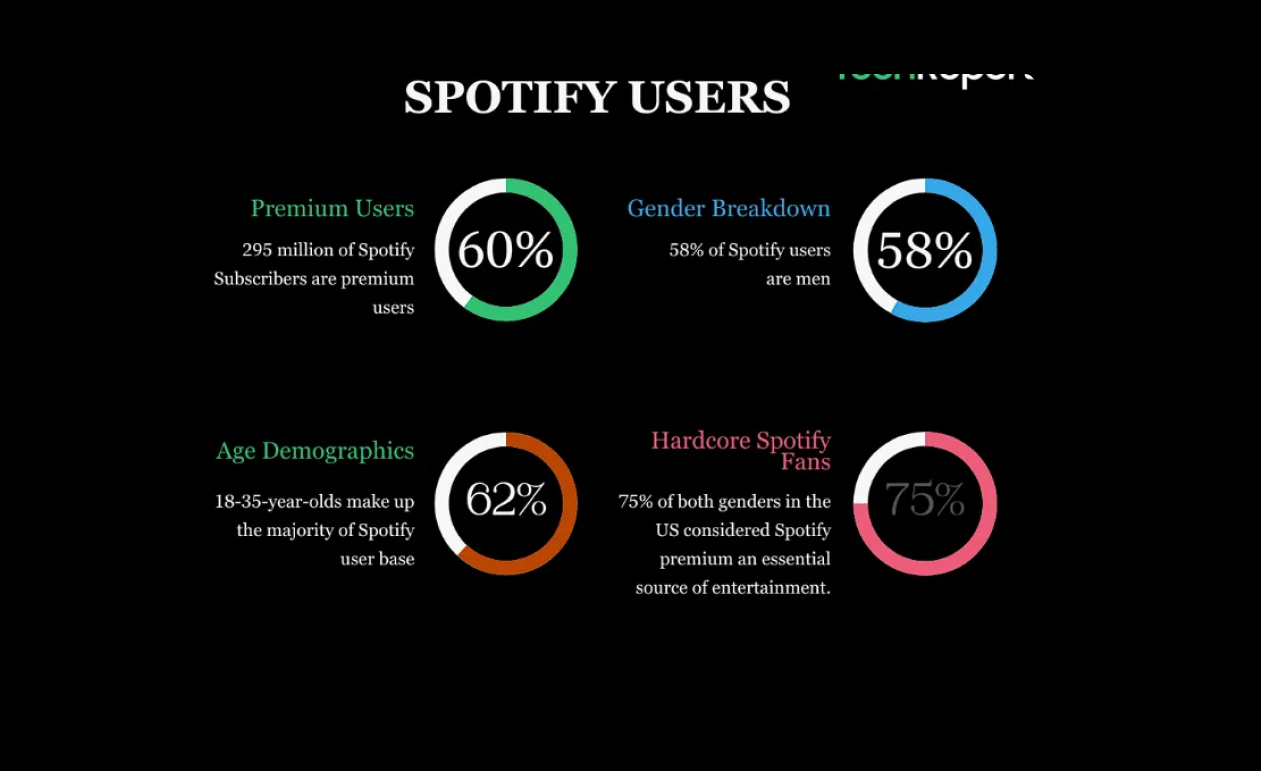 SPOTIFY USERS
Premium Users
295 million of Spotify
Subscribers are premium
users
60%
Gender Breakdown
58% of Spotify users
are men
58%
Age Demographics
18-35-year-olds make up
the majority of Spotify
user base
62%
Hardcore Spotify
Fans
75% of both genders in the
US considered Spotify
premium an essential
source of entertainment.
75%